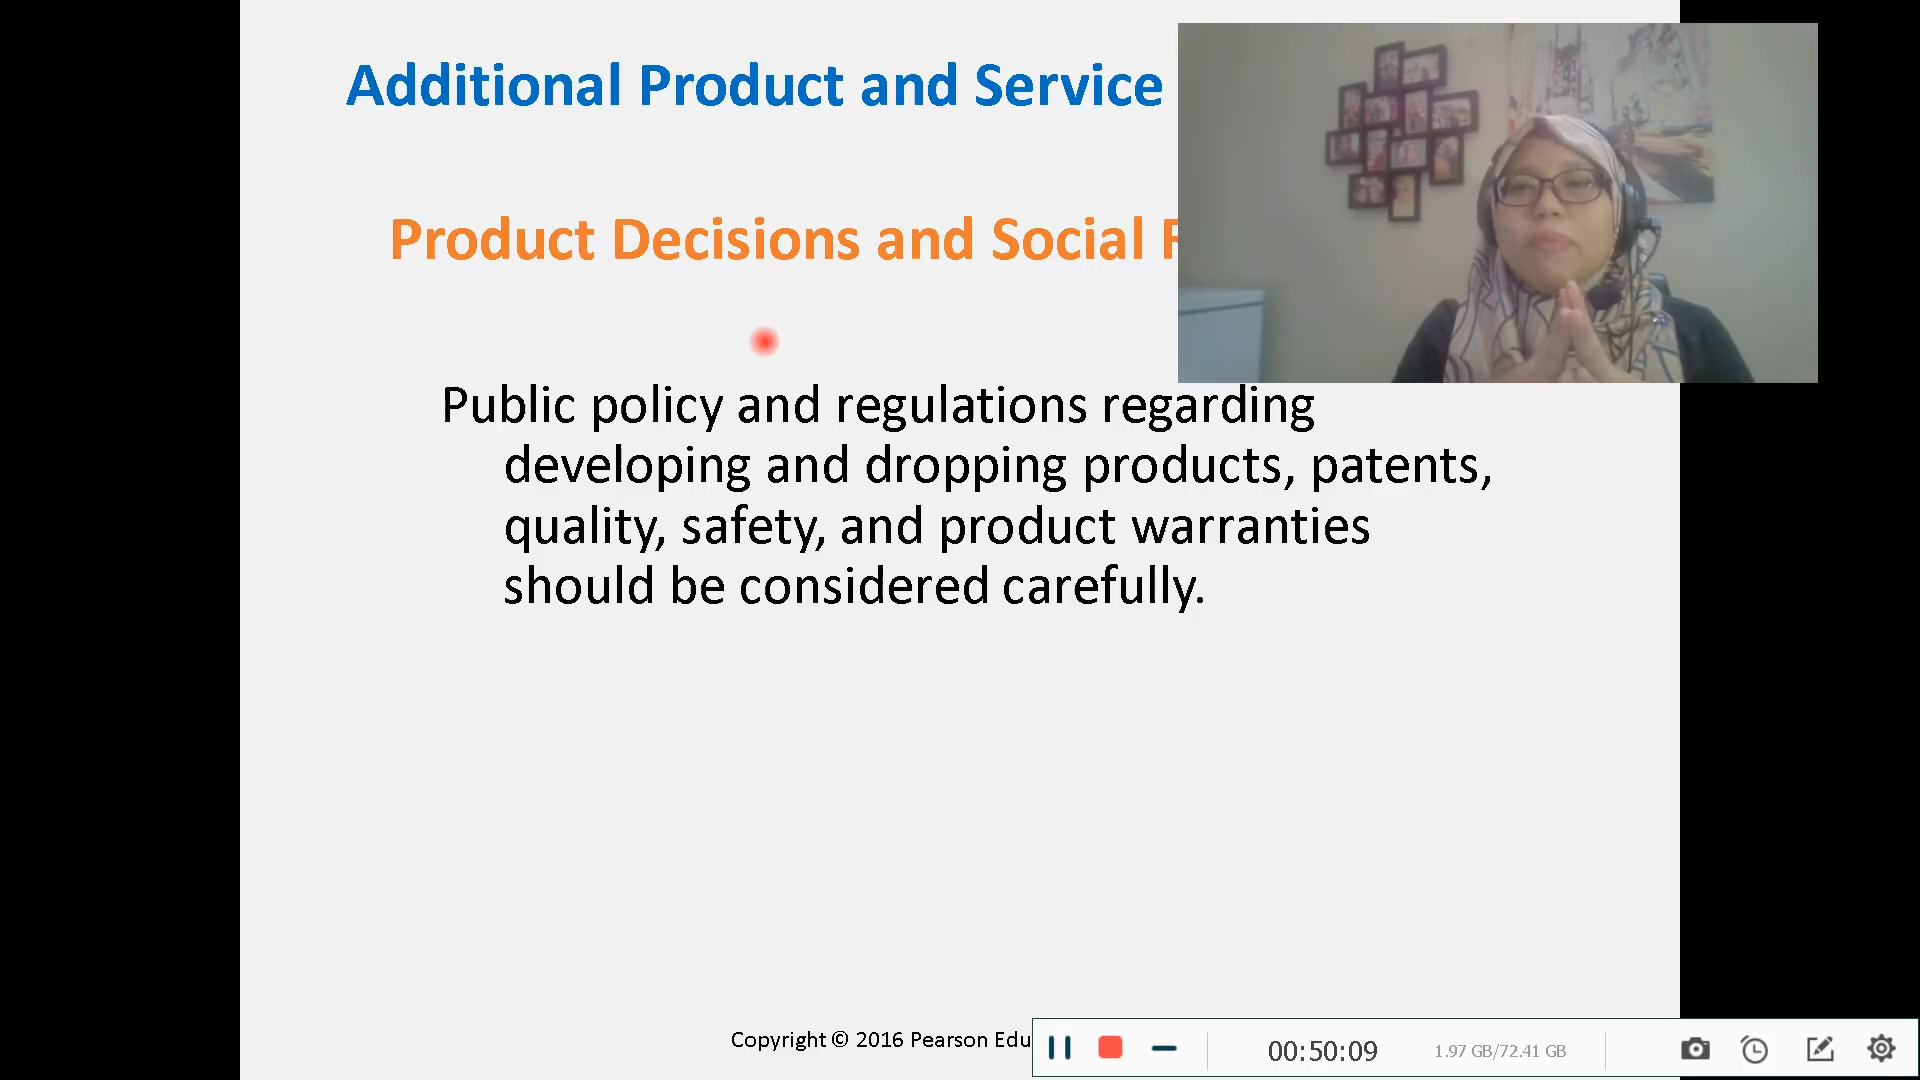 Additional Product and Service
Product Decisions and Social
Public policy and regulations regarding
developing and dropping products, patents,
quality, safety, and product warranties
should be considered carefully.
Copyright © 2016 Pearson Edu
00:50:09
1.97 GB/72.41 GB